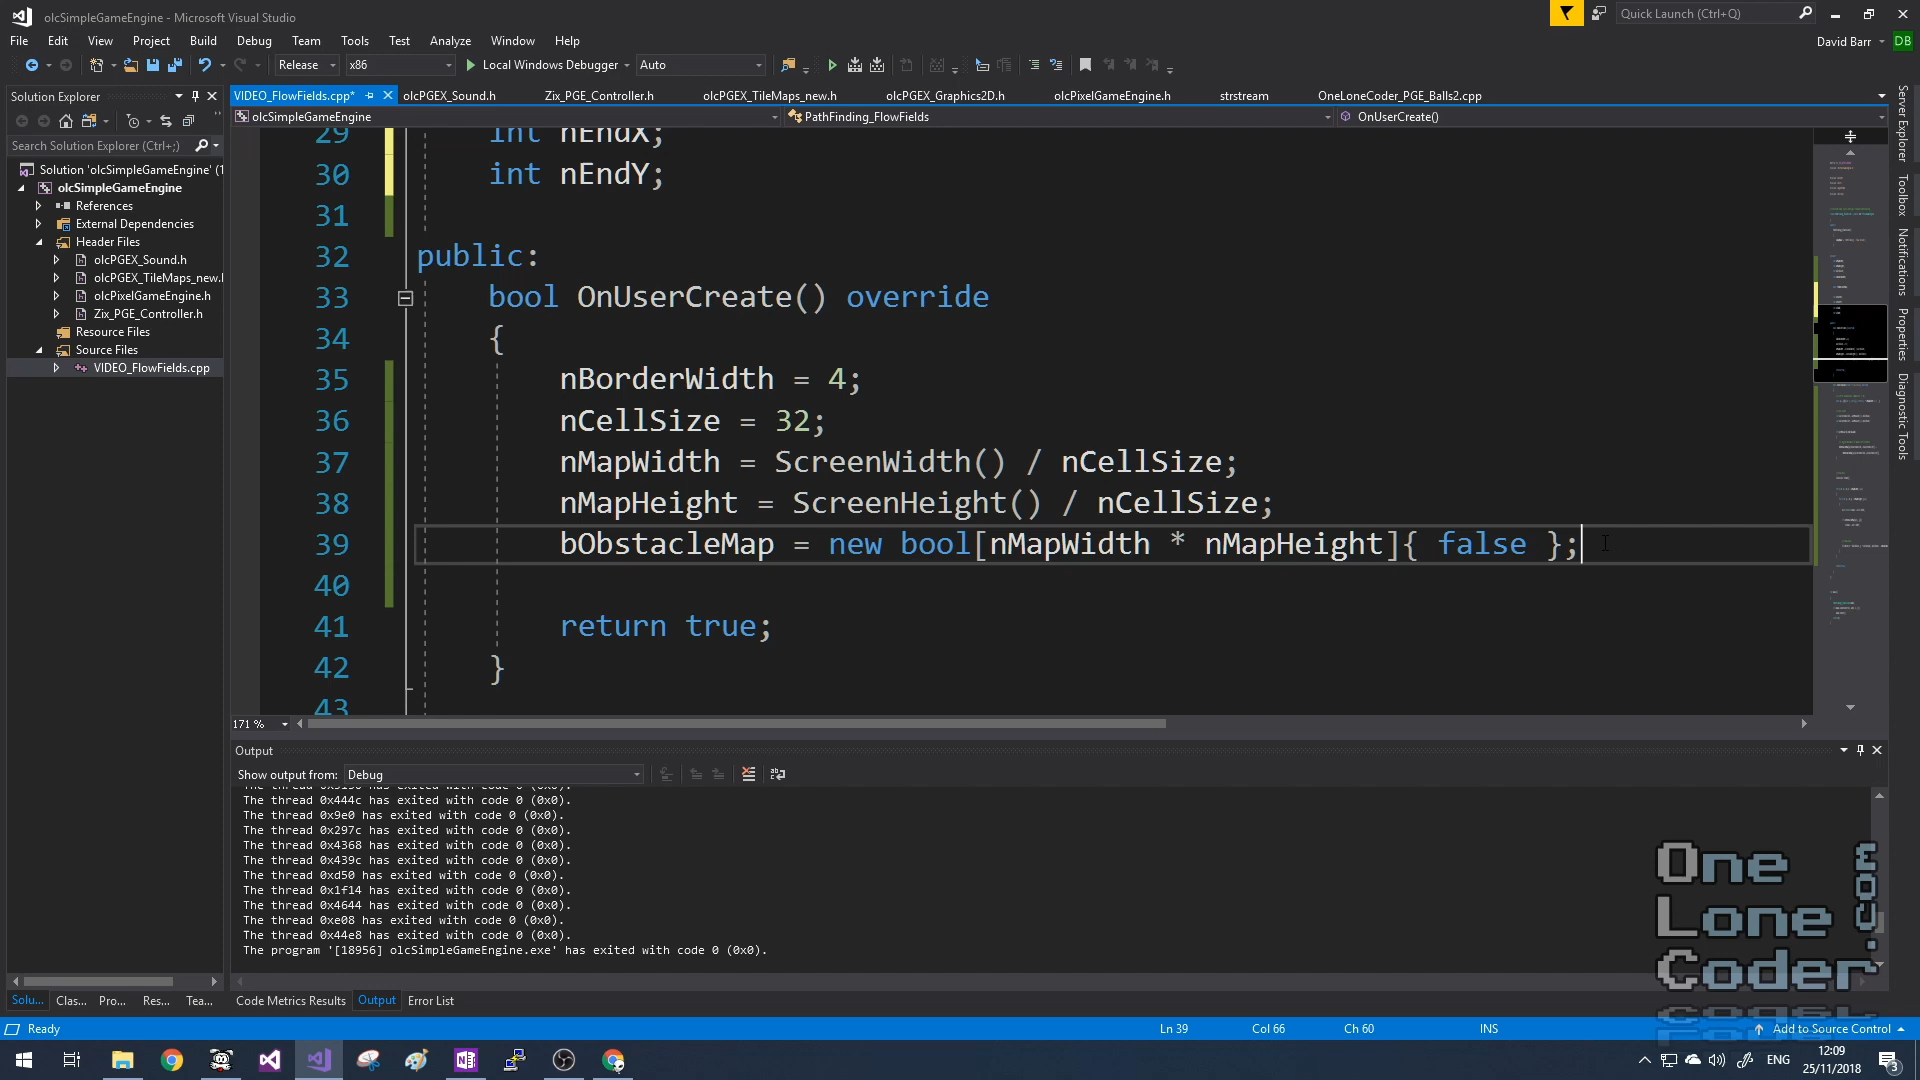 olcSimpleGameEngine - Microsoft Visual Studio
Quick Launch (Ctrl+Q)
File Edit View Project Build Debug Team Tools Test Analyze Window Help
David Barr DB
Release x86 Local Windows Debugger Auto
Solution Explorer
VIDEO_FlowFields.cpp* olcPGEX_Sound.h Zix_PGE_Controller.h olcPGEX_TileMaps_new.h olcPGEX_Graphics2D.h olcPixelGameEngine.h strstream OneLoneCoder_PGE_Balls2.cpp
olcSimpleGameEngine PathFinding_FlowFields OnUserCreate()
Search Solution Explorer (Ctrl+;)
Solution 'olcSimpleGameEngine' (1
olcSimpleGameEngine
References
External Dependencies
Header Files
olcPGEX_Sound.h
olcPGEX_TileMaps_new.h
olcPixelGameEngine.h
Zix_PGE_Controller.h
Resource Files
Source Files
VIDEO_FlowFields.cpp
29 int nEndX;
30 int nEndY;
31
32 public:
33 bool OnUserCreate() override
34 {
35 nBorderWidth = 4;
36 nCellSize = 32;
37 nMapWidth = ScreenWidth() / nCellSize;
38 nMapHeight = ScreenHeight() / nCellSize;
39 bObstacleMap = new bool[nMapWidth * nMapHeight]{ false };
40
41 return true;
42 }
43
171 %
Server Explorer
Toolbox
Notifications
Properties
Diagnostic Tools
Output
Show output from: Debug
The thread 0x444c has exited with code 0 (0x0).
The thread 0x9e0 has exited with code 0 (0x0).
The thread 0x297c has exited with code 0 (0x0).
The thread 0x4368 has exited with code 0 (0x0).
The thread 0x439c has exited with code 0 (0x0).
The thread 0xd50 has exited with code 0 (0x0).
The thread 0x1f14 has exited with code 0 (0x0).
The thread 0x4644 has exited with code 0 (0x0).
The thread 0xe08 has exited with code 0 (0x0).
The thread 0x44e8 has exited with code 0 (0x0).
The program '[18956] olcSimpleGameEngine.exe' has exited with code 0 (0x0).
One
Lone
Coder
.com
Solu... Clas... Pro... Res... Tea... Code Metrics Results Output Error List
Ready Ln 39 Col 66 Ch 60 INS Add to Source Control
ENG
12:09
25/11/2018
3